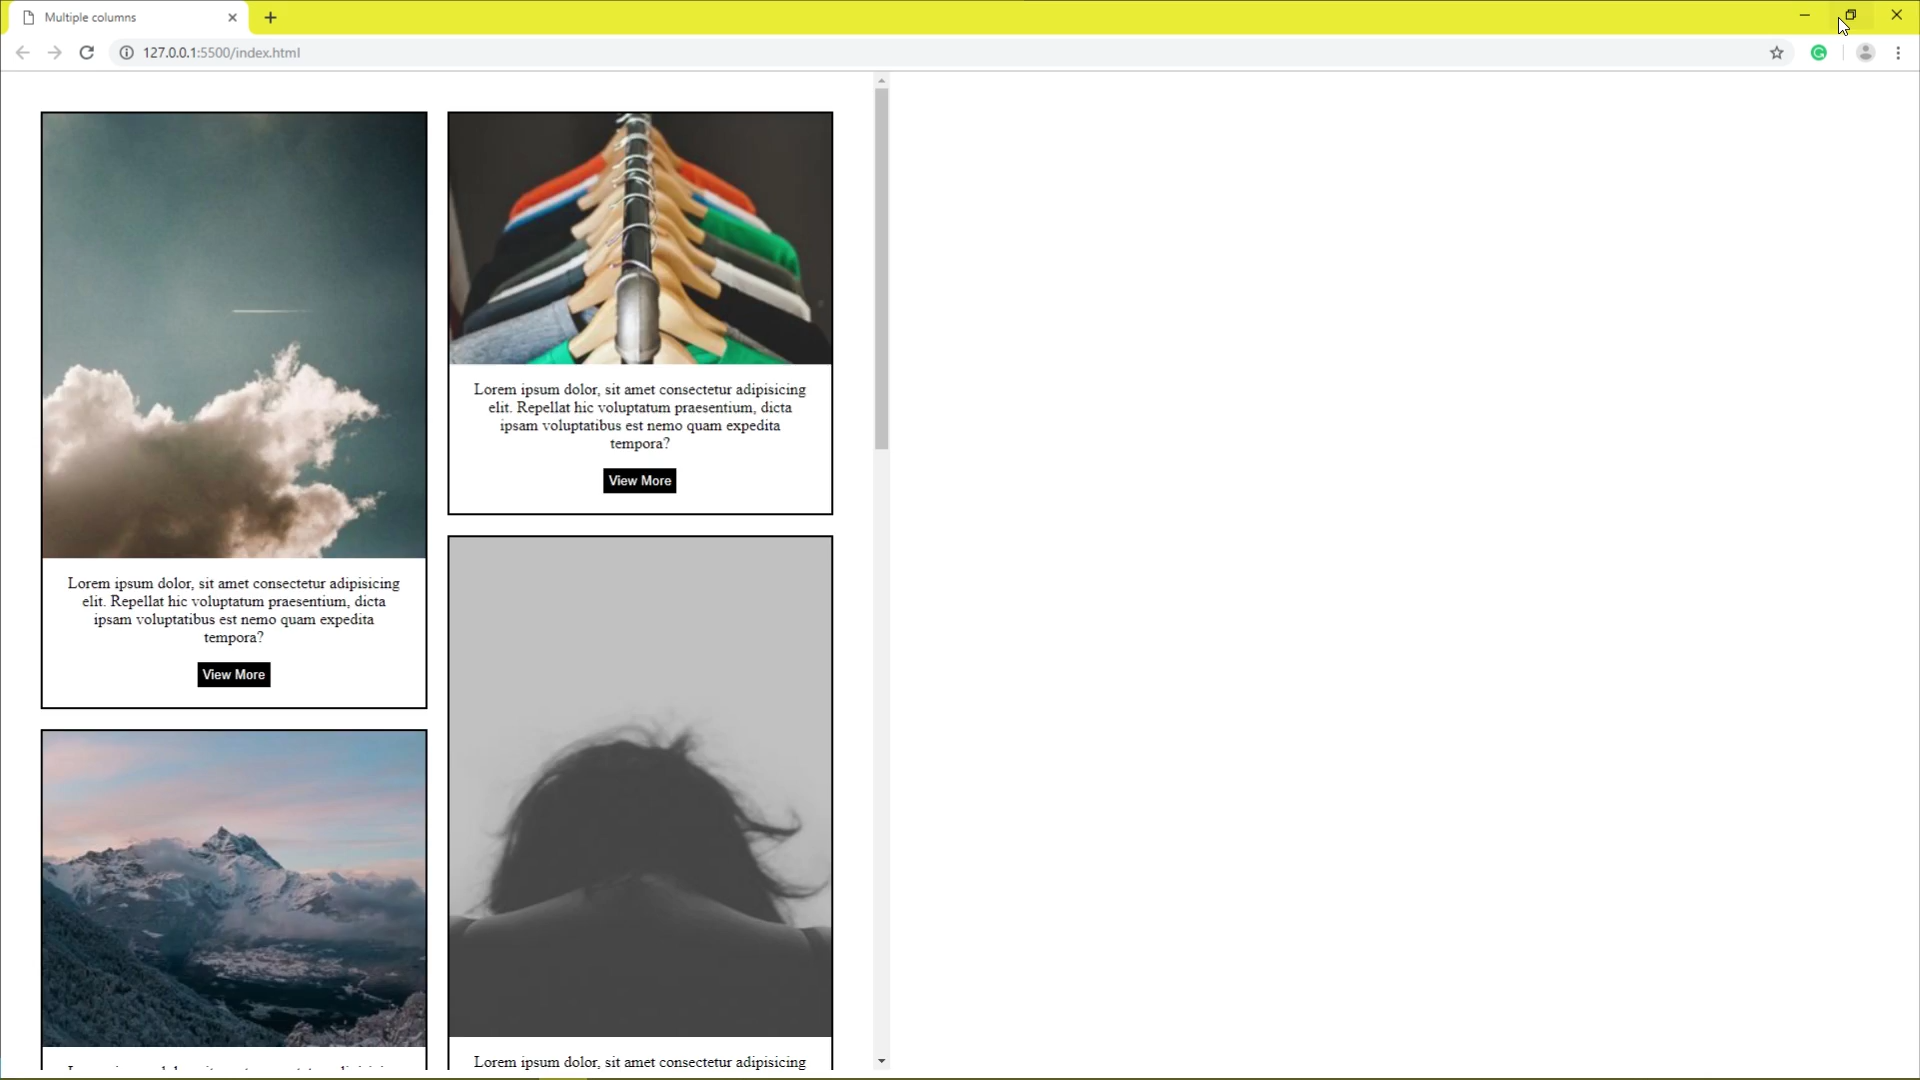 Multiple columns
127.0.0.1:5500/index.html
Lorem ipsum dolor, sit amet consectetur adipisicing
elit. Repellat hic voluptatum praesentium, dicta
ipsam voluptatibus est nemo quam expedita
tempora?
View More
Lorem ipsum dolor, sit amet consectetur adipisicing
elit. Repellat hic voluptatum praesentium, dicta
ipsam voluptatibus est nemo quam expedita
tempora?
View More
Lorem ipsum dolor, sit amet consectetur adipisicing